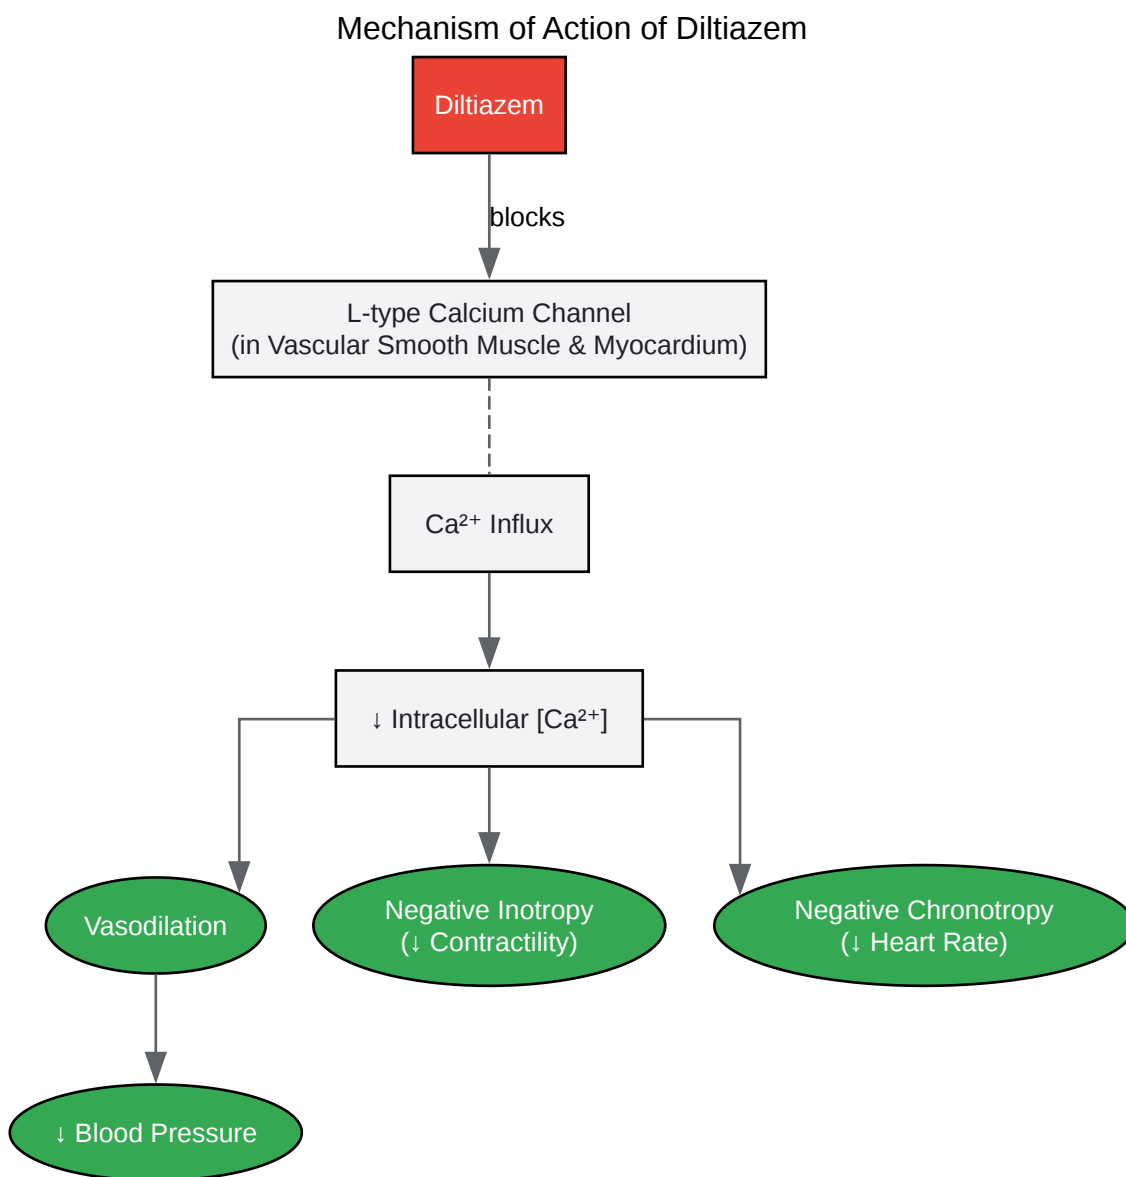 Mechanism of Action of Diltiazem
Diltiazem
blocks
L-type Calcium Channel
(in Vascular Smooth Muscle & Myocardium)
Ca²⁺ Influx
↓ Intracellular [Ca²⁺]
Vasodilation
Negative Inotropy
(↓ Contractility)
Negative Chronotropy
(↓ Heart Rate)
↓ Blood Pressure